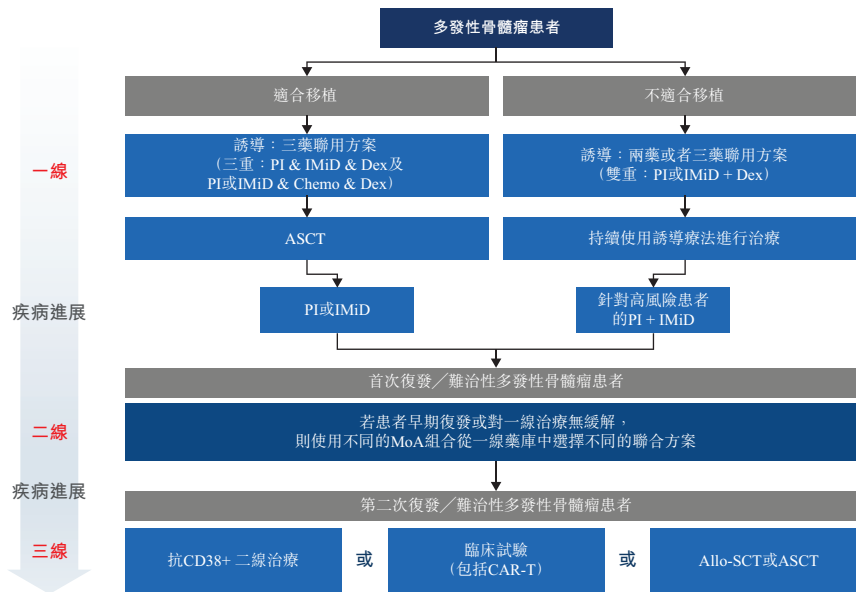 多發性骨髓瘤患者
適合移植
不適合移植
一線
誘導：三藥聯用方案
（三重：PI & IMiD & Dex及
PI或IMiD & Chemo & Dex）
誘導：兩藥或者三藥聯用方案
（雙重：PI或IMiD + Dex）
ASCT
持續使用誘導療法進行治療
疾病進展
PI或IMiD
針對高風險患者
的PI + IMiD
首次復發╱難治性多發性骨髓瘤患者
二線
若患者早期復發或對一線治療無緩解，
則使用不同的MoA組合從一線藥庫中選擇不同的聯合方案
疾病進展
第二次復發╱難治性多發性骨髓瘤患者
三線
抗CD38+ 二線治療
或
臨床試驗
（包括CAR-T）
或
Allo-SCT或ASCT